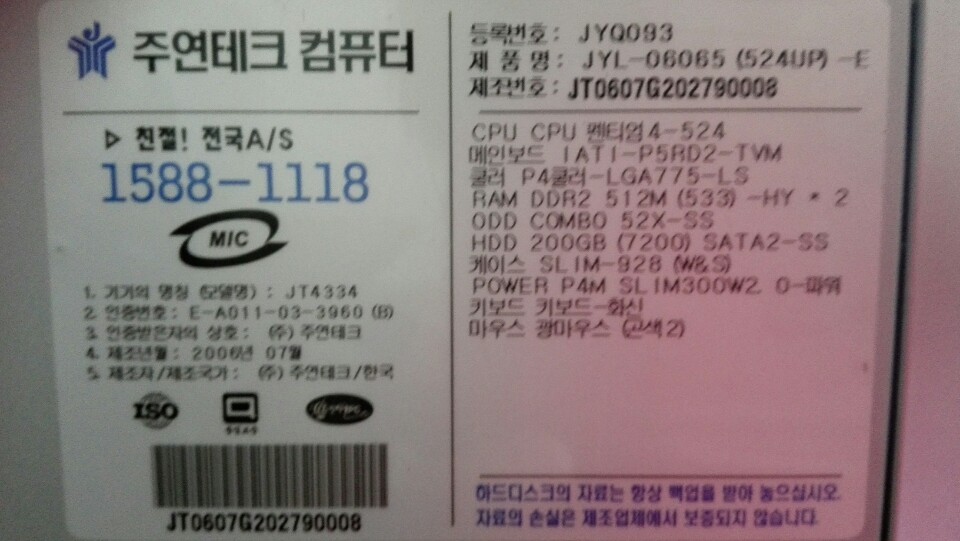 주연테크 컴퓨터
▷ 친절! 전국A/S
1588-1118
MIC
1. 기기의 명칭 (모델명) : JT4334
2. 인증번호 : E-A011-03-3960 (B)
3. 인증받은자의 상호 : (주) 주연테크
4. 제조년월 : 2006년 07월
5. 제조자/제조국가 : (주) 주연테크/한국
ISO
JT0607G202790008
등록번호 : JYQ093
제 품 명 : JYL-06065 (524UP) -E
제조번호 : JT0607G202790008
CPU CPU 펜티엄4-524
메인보드 IATI-P5RD2-TVM
쿨러 P4쿨러-LGA775-LS
RAM DDR2 512M (533) -HY * 2
ODD COMBO 52X-SS
HDD 200GB (7200) SATA2-SS
케이스 SLIM-928 (W&S)
POWER P4M SLIM300W2. 0-파워
키보드 키보드-화신
마우스 광마우스 (곤색2)
하드디스크의 자료는 항상 빽업을 받아 놓으십시오.
자료의 손실은 제조업체에서 보증되지 않습니다.